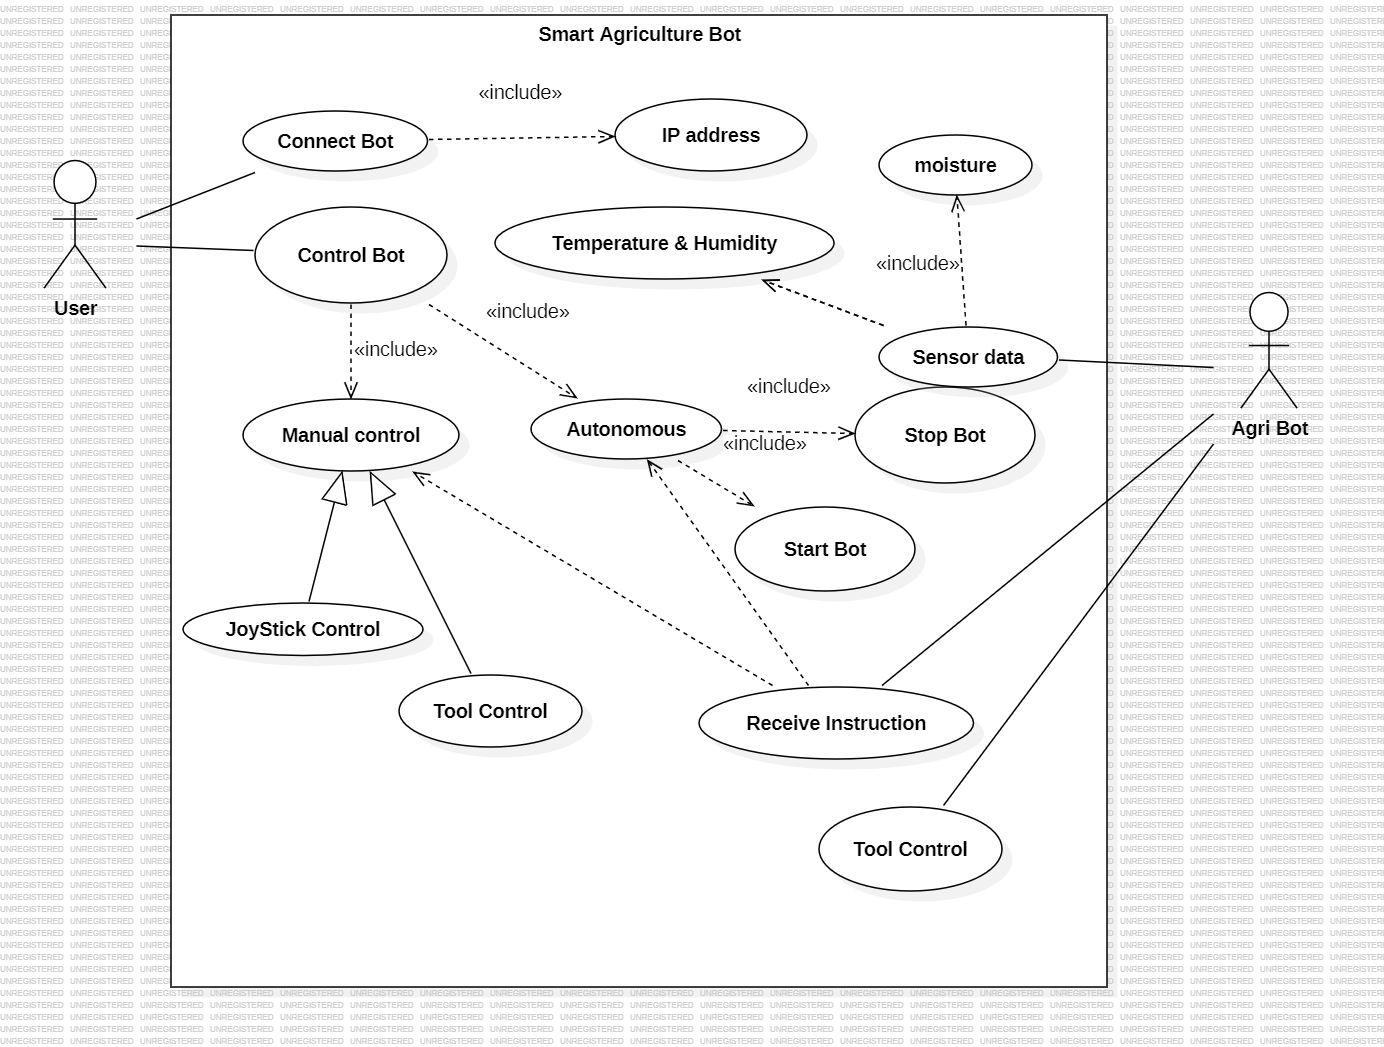 Smart Agriculture Bot
«include»
Connect Bot
IP address
moisture
Control Bot
Temperature & Humidity
«include»
User
«include»
«include»
Sensor data
«include»
Manual control
Autonomous
Stop Bot
Agri Bot
«include»
Start Bot
JoyStick Control
Tool Control
Receive Instruction
Tool Control
UNREGISTERED